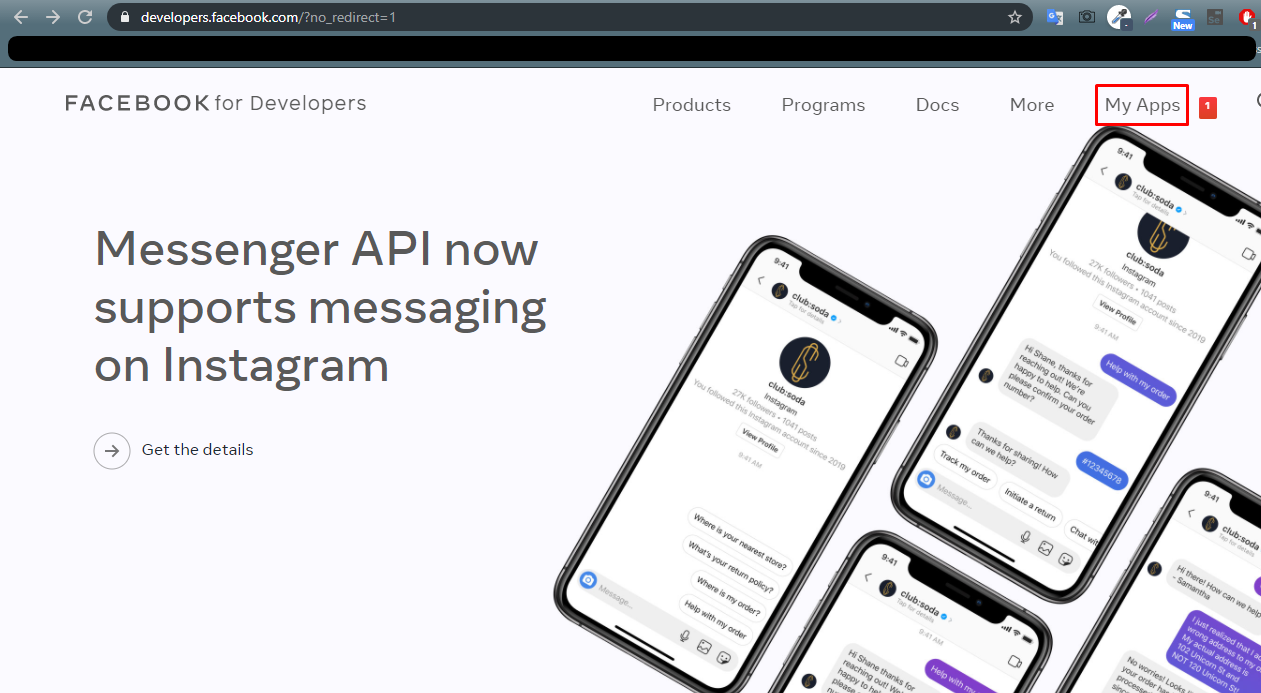 developers.facebook.com/?no_redirect=1
New
1
FACEBOOK for Developers
Products
Programs
Docs
More
My Apps
1
Messenger API now
supports messaging
on Instagram
Get the details
9:41
club:soda
Tap for details
club:soda
Instagram
27K followers • 1041 posts
You followed this Instagram account since 2019
View Profile
9:41 AM
Where is your nearest store?
What's your return policy?
Where is my order?
Help with my order
Message...
9:41
club:soda
Tap for details
club:soda
Instagram
27K followers • 1041 posts
You followed this Instagram account since 2019
View Profile
9:41 AM
Help with my order
Hi Shane, thanks for
reaching out! We're
happy to help. Can you
please confirm your order
number?
#12345678
Thanks for sharing! How
can we help?
Track my order
Initiate a return
Chat wit
Message...
9:41
club:soda
Tap for details
9:41 AM
Help with my
Hi Shane, thanks for
reaching out! We're
happy to help. Can you
9:41
club:soda
Tap for details
Hi there! How can we help
- Samantha
I just realized that I a
wrong address to my o
My actual address is
102 Unicorn St and
NOT 120 Unicorn St!
No worries! Looks
your order has